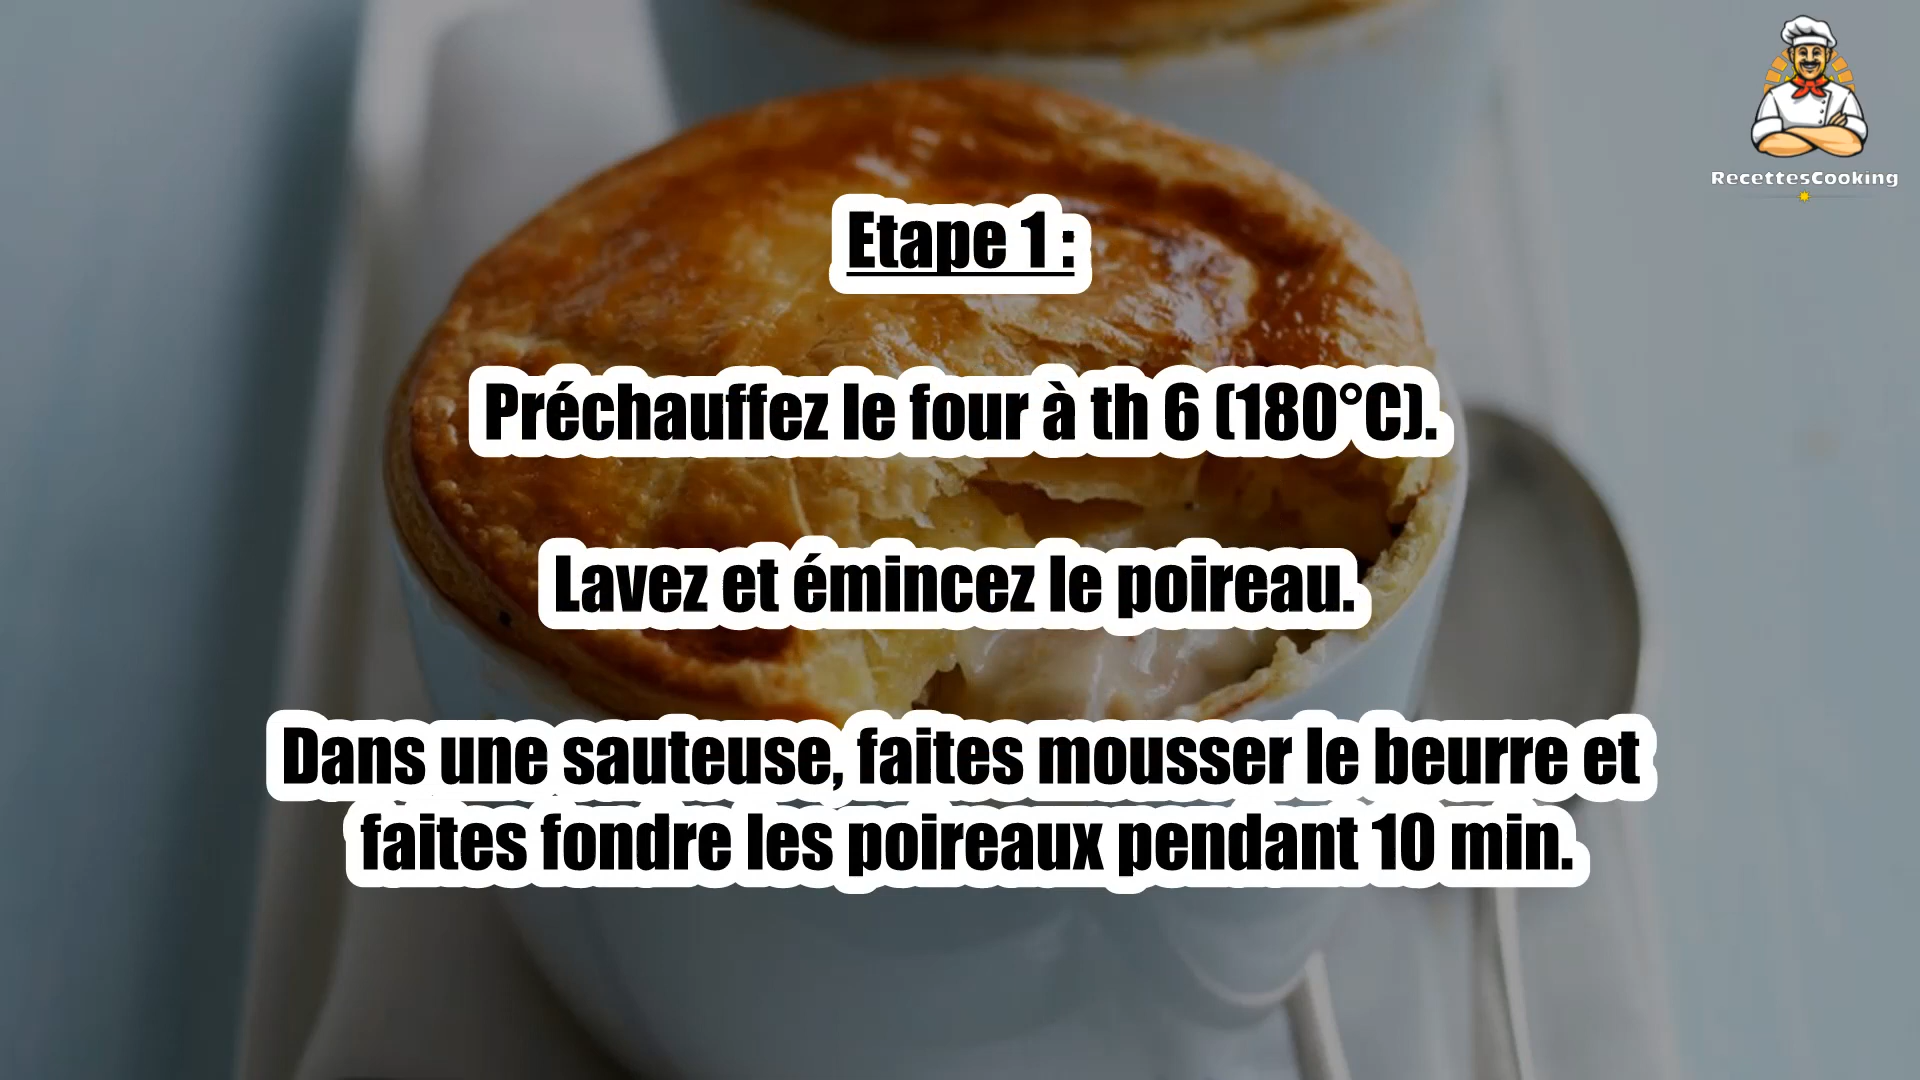 RecettesCooking
Etape 1 :
Préchauffez le four à th 6 (180°C).
Lavez et émincez le poireau.
Dans une sauteuse, faites mousser le beurre et
faites fondre les poireaux pendant 10 min.